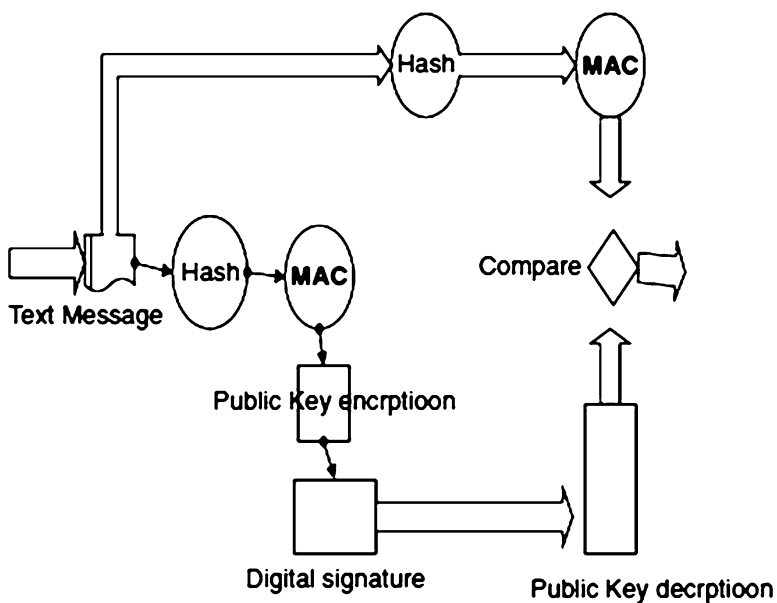 Hash
MAC
Hash
MAC
Compare
Text Message
Public Key encrptioon
Digital signature
Public Key decrptioon